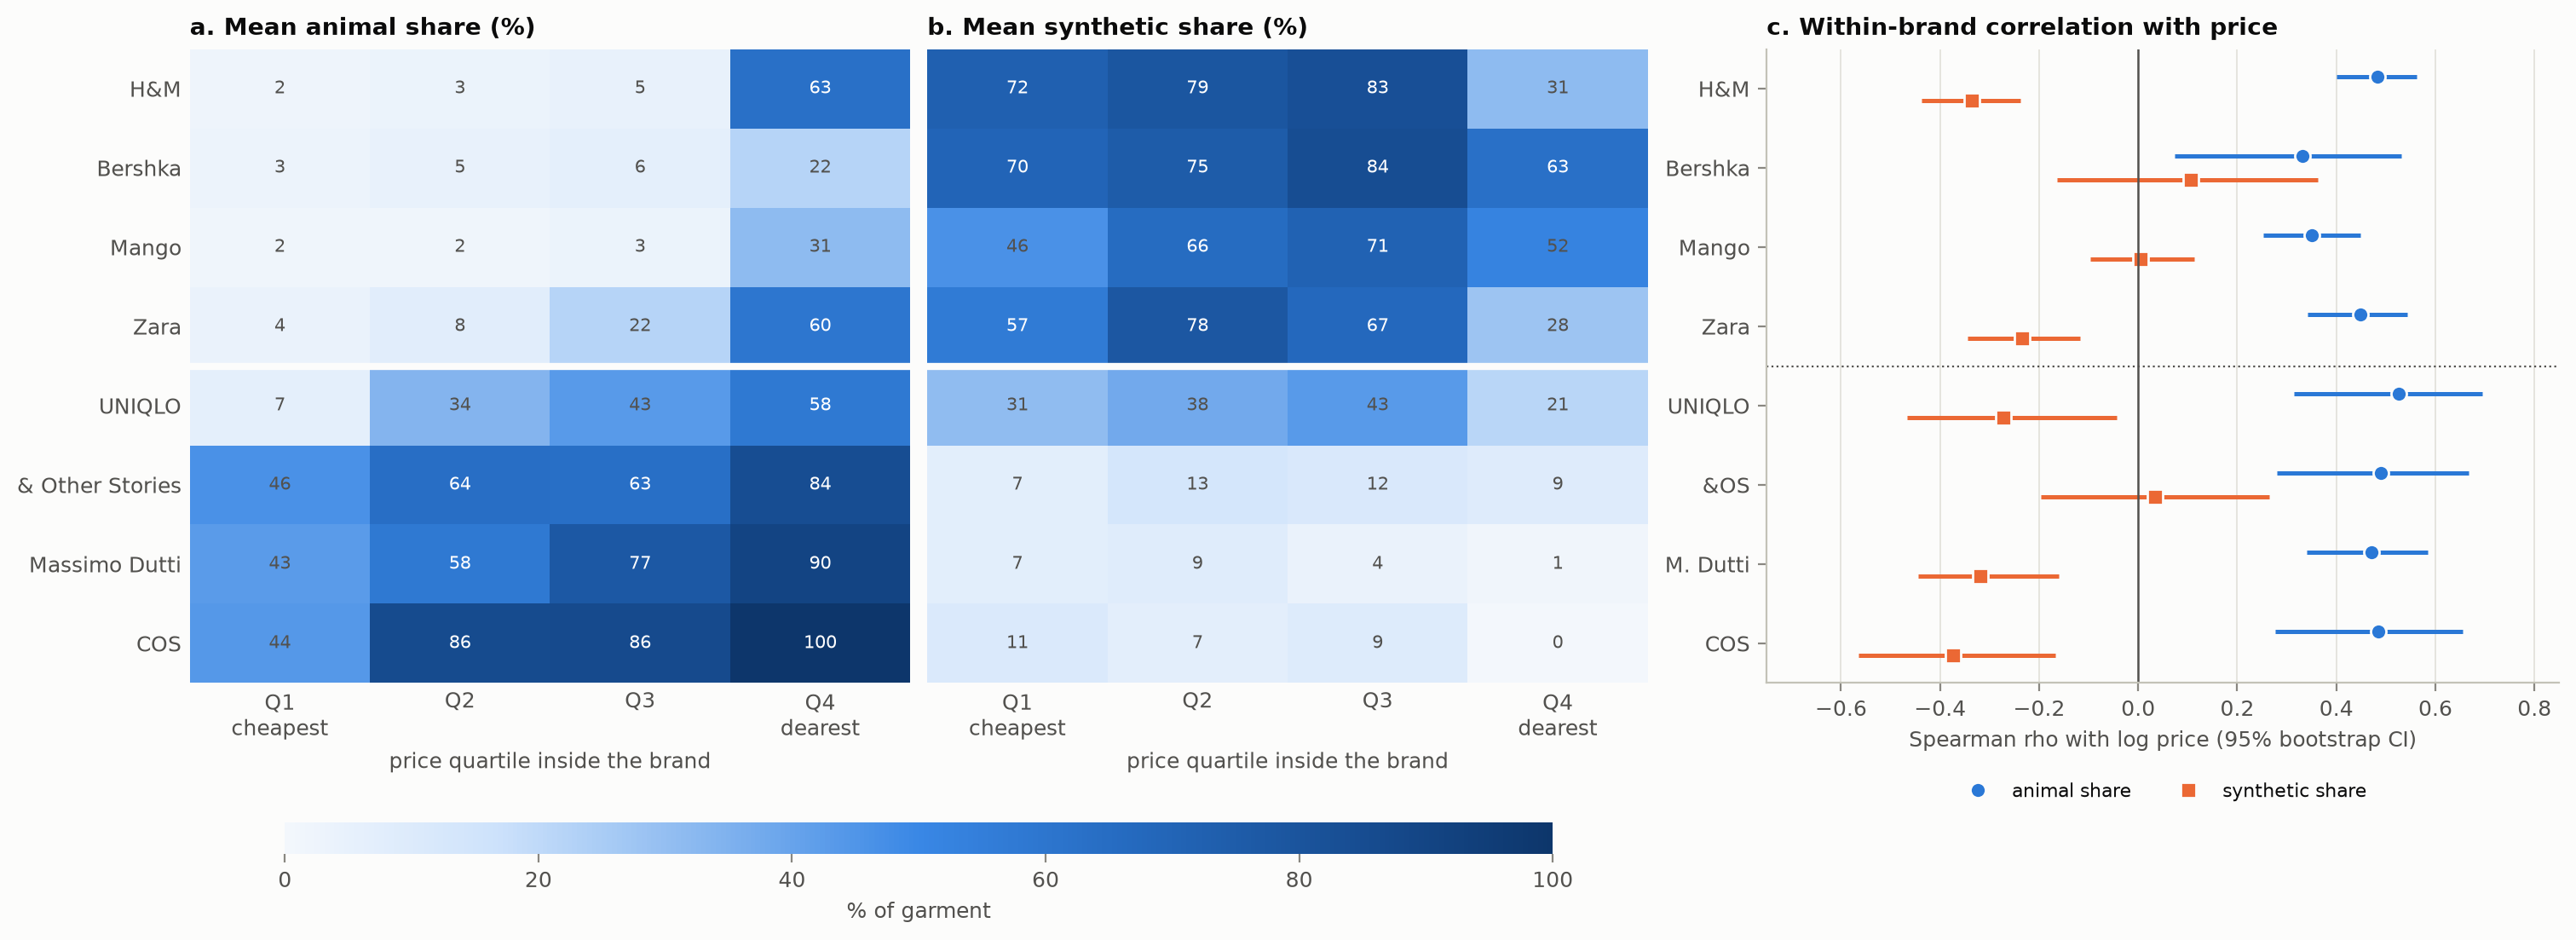 a. Mean animal share (%)
H&M 2 3 5 63
Bershka 3 5 6 22
Mango 2 2 3 31
Zara 4 8 22 60
UNIQLO 7 34 43 58
& Other Stories 46 64 63 84
Massimo Dutti 43 58 77 90
COS 44 86 86 100
Q1 Q2 Q3 Q4
cheapest dearest
price quartile inside the brand
b. Mean synthetic share (%)
72 79 83 31
70 75 84 63
46 66 71 52
57 78 67 28
31 38 43 21
7 13 12 9
7 9 4 1
11 7 9 0
Q1 Q2 Q3 Q4
cheapest dearest
price quartile inside the brand
0 20 40 60 80 100
% of garment
c. Within-brand correlation with price
H&M
Bershka
Mango
Zara
UNIQLO
&OS
M. Dutti
COS
−0.6 −0.4 −0.2 0.0 0.2 0.4 0.6 0.8
Spearman rho with log price (95% bootstrap CI)
animal share synthetic share